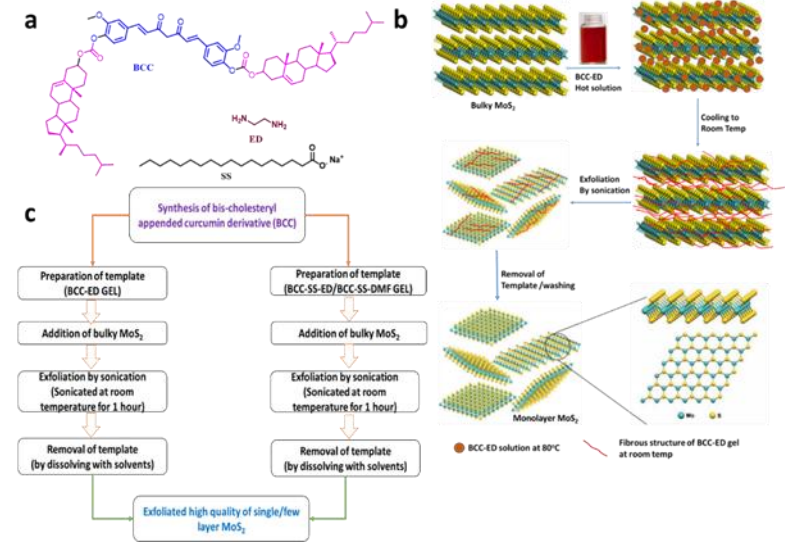 a
BCC
H₂N
NH₂
ED
O
O⁻
Na⁺
SS
b
Bulky MoS₂
BCC-ED
Hot solution
Cooling to
Room Temp
Exfoliation
By sonication
Removal of
Template /washing
Monolayer MoS₂
Mo
S
BCC-ED solution at 80°C
Fibrous structure of BCC-ED gel
at room temp
c
Synthesis of bis-cholesteryl
appended curcumin derivative (BCC)
Preparation of template
(BCC-ED GEL)
Addition of bulky MoS₂
Exfoliation by sonication
(Sonicated at room
temperature for 1 hour)
Removal of template
(by dissolving with solvents)
Preparation of template
(BCC-SS-ED/BCC-SS-DMF GEL)
Addition of bulky MoS₂
Exfoliation by sonication
(Sonicated at room
temperature for 1 hour)
Removal of template
(by dissolving with solvents)
Exfoliated high quality of single/few
layer MoS₂